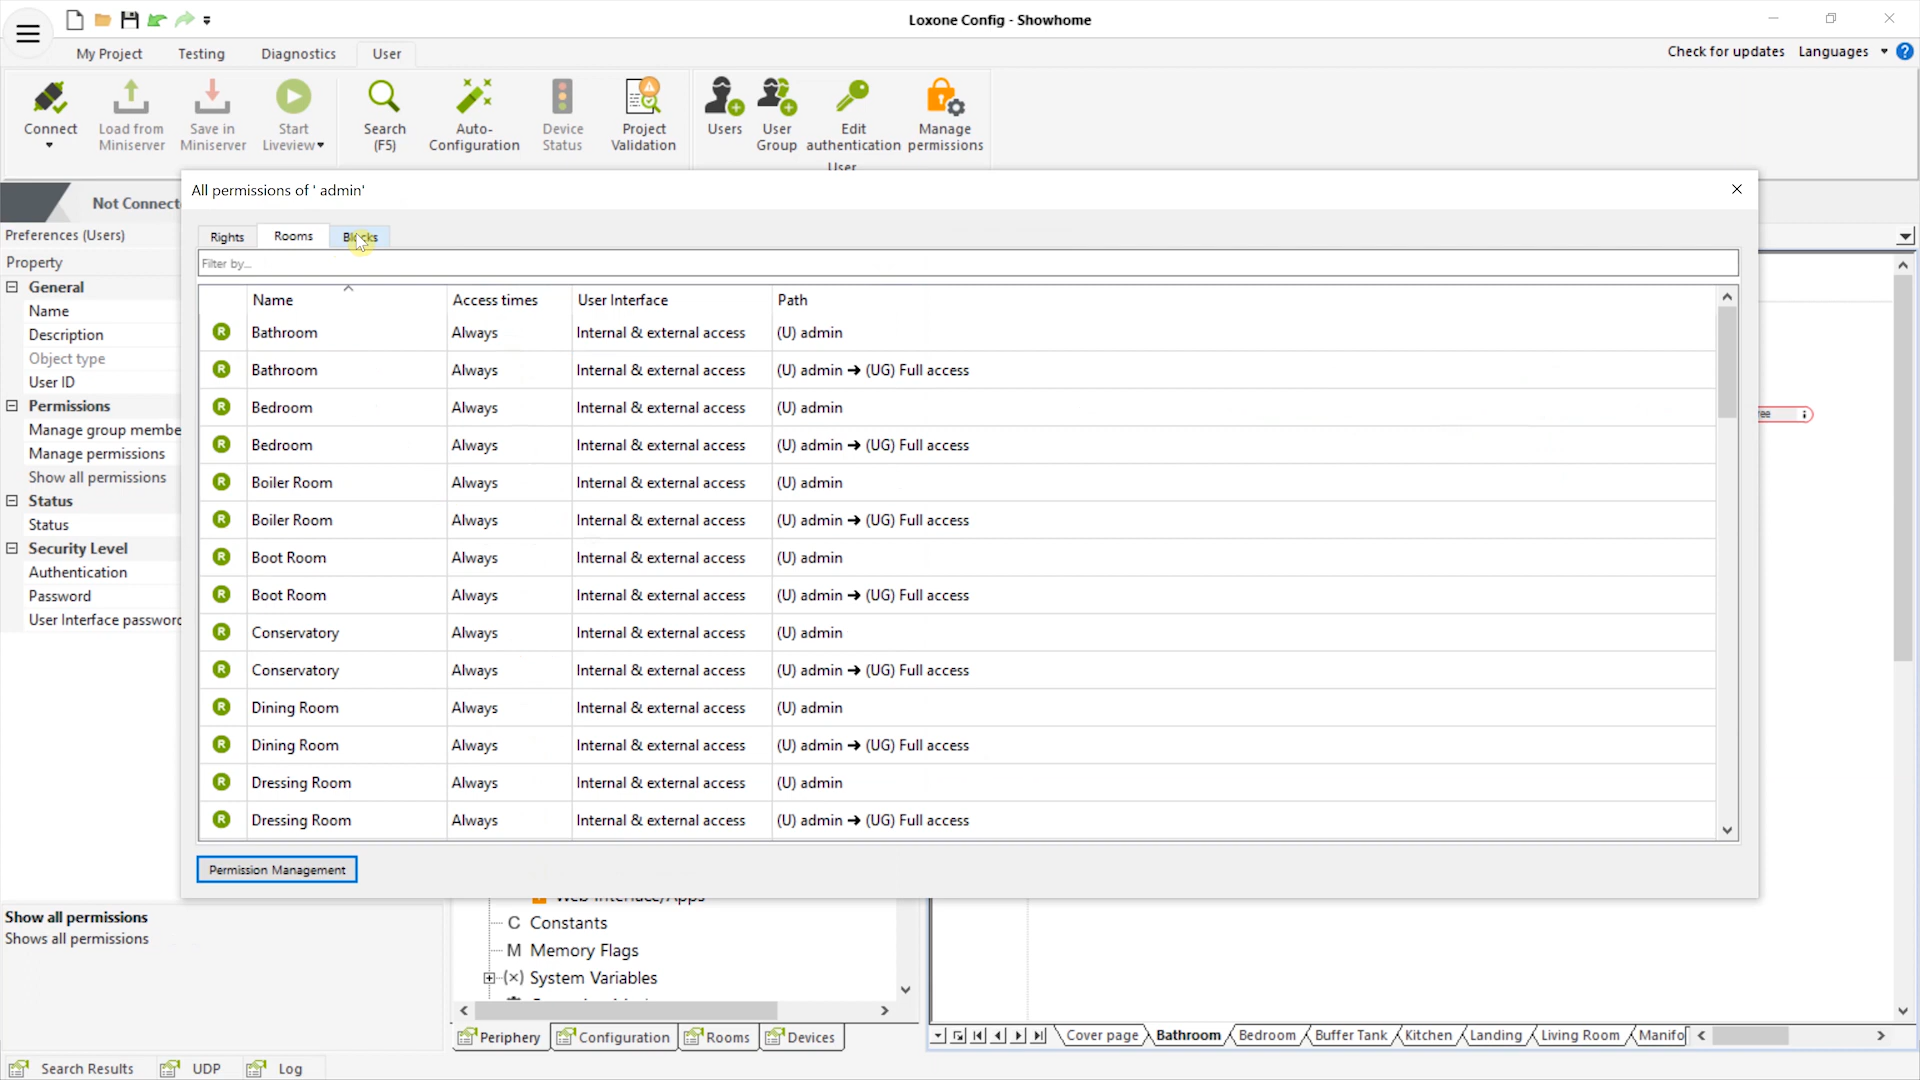 Loxone Config - Showhome
My Project Testing Diagnostics User
Check for updates Languages ?
Connect
Load from Miniserver
Save in Miniserver
Start Liveview
Search (F5)
Auto-Configuration
Device Status
Project Validation
Users
User Group
Edit authentication
Manage permissions
User
Not Connect
All permissions of ' admin'
Preferences (Users)
Property
General
Name
Description
Object type
User ID
Permissions
Manage group membe
Manage permissions
Show all permissions
Status
Status
Security Level
Authentication
Password
User Interface password
Rights Rooms Blocks
Filter by...
Name Access times User Interface Path
R Bathroom Always Internal & external access (U) admin
R Bathroom Always Internal & external access (U) admin ➔ (UG) Full access
R Bedroom Always Internal & external access (U) admin
R Bedroom Always Internal & external access (U) admin ➔ (UG) Full access
R Boiler Room Always Internal & external access (U) admin
R Boiler Room Always Internal & external access (U) admin ➔ (UG) Full access
R Boot Room Always Internal & external access (U) admin
R Boot Room Always Internal & external access (U) admin ➔ (UG) Full access
R Conservatory Always Internal & external access (U) admin
R Conservatory Always Internal & external access (U) admin ➔ (UG) Full access
R Dining Room Always Internal & external access (U) admin
R Dining Room Always Internal & external access (U) admin ➔ (UG) Full access
R Dressing Room Always Internal & external access (U) admin
R Dressing Room Always Internal & external access (U) admin ➔ (UG) Full access
Permission Management
Show all permissions
Shows all permissions
Web Interface/Apps
C Constants
M Memory Flags
(×) System Variables
Periphery Configuration Rooms Devices
Cover page Bathroom Bedroom Buffer Tank Kitchen Landing Living Room Manifo
Search Results UDP Log